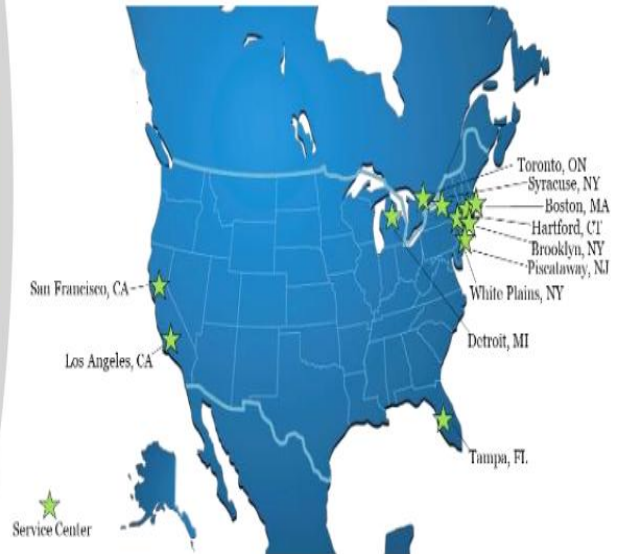 Toronto, ON
Syracuse, NY
Boston, MA
Hartford, CT
Brooklyn, NY
Piscataway, NJ
San Francisco, CA
White Plains, NY
Detroit, MI
Los Angeles, CA
Tampa, FL
Service Center